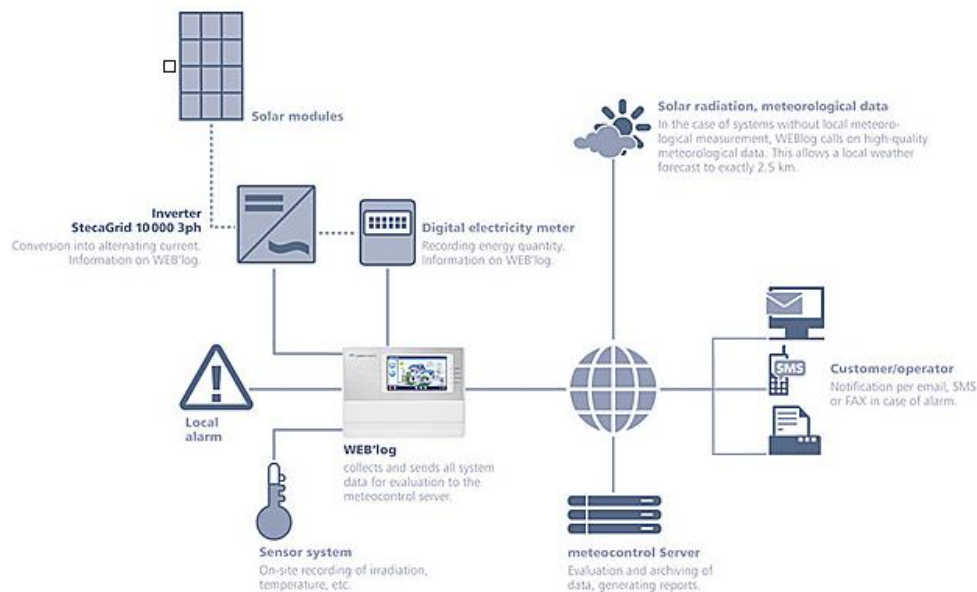 Solar modules
Solar radiation, meteorological data
In the case of systems without local meteoro-
logical measurement, WEBlog calls on high-quality
meteorological data. This allows a local weather
forecast to exactly 2.5 km.
Inverter
StecaGrid 10 000 3ph
Conversion into alternating current.
Information on WEB'log.
Digital electricity meter
Recording energy quantity.
Information on WEB'log.
Local
alarm
WEB'log
collects and sends all system
data for evaluation to the
meteocontrol server.
SMS
Customer/operator
Notification per email, SMS
or FAX in case of alarm.
Sensor system
On-site recording of irradiation,
temperature, etc.
meteocontrol Server
Evaluation and archiving of
data, generating reports.